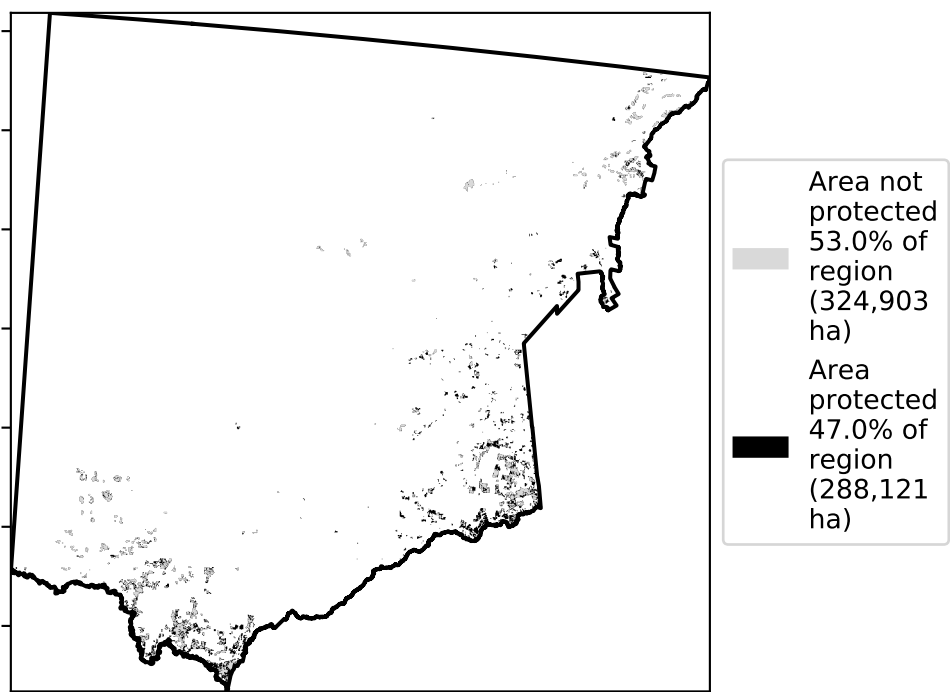 Area not
protected
53.0% of
region
(324,903
ha)
Area
protected
47.0% of
region
(288,121
ha)